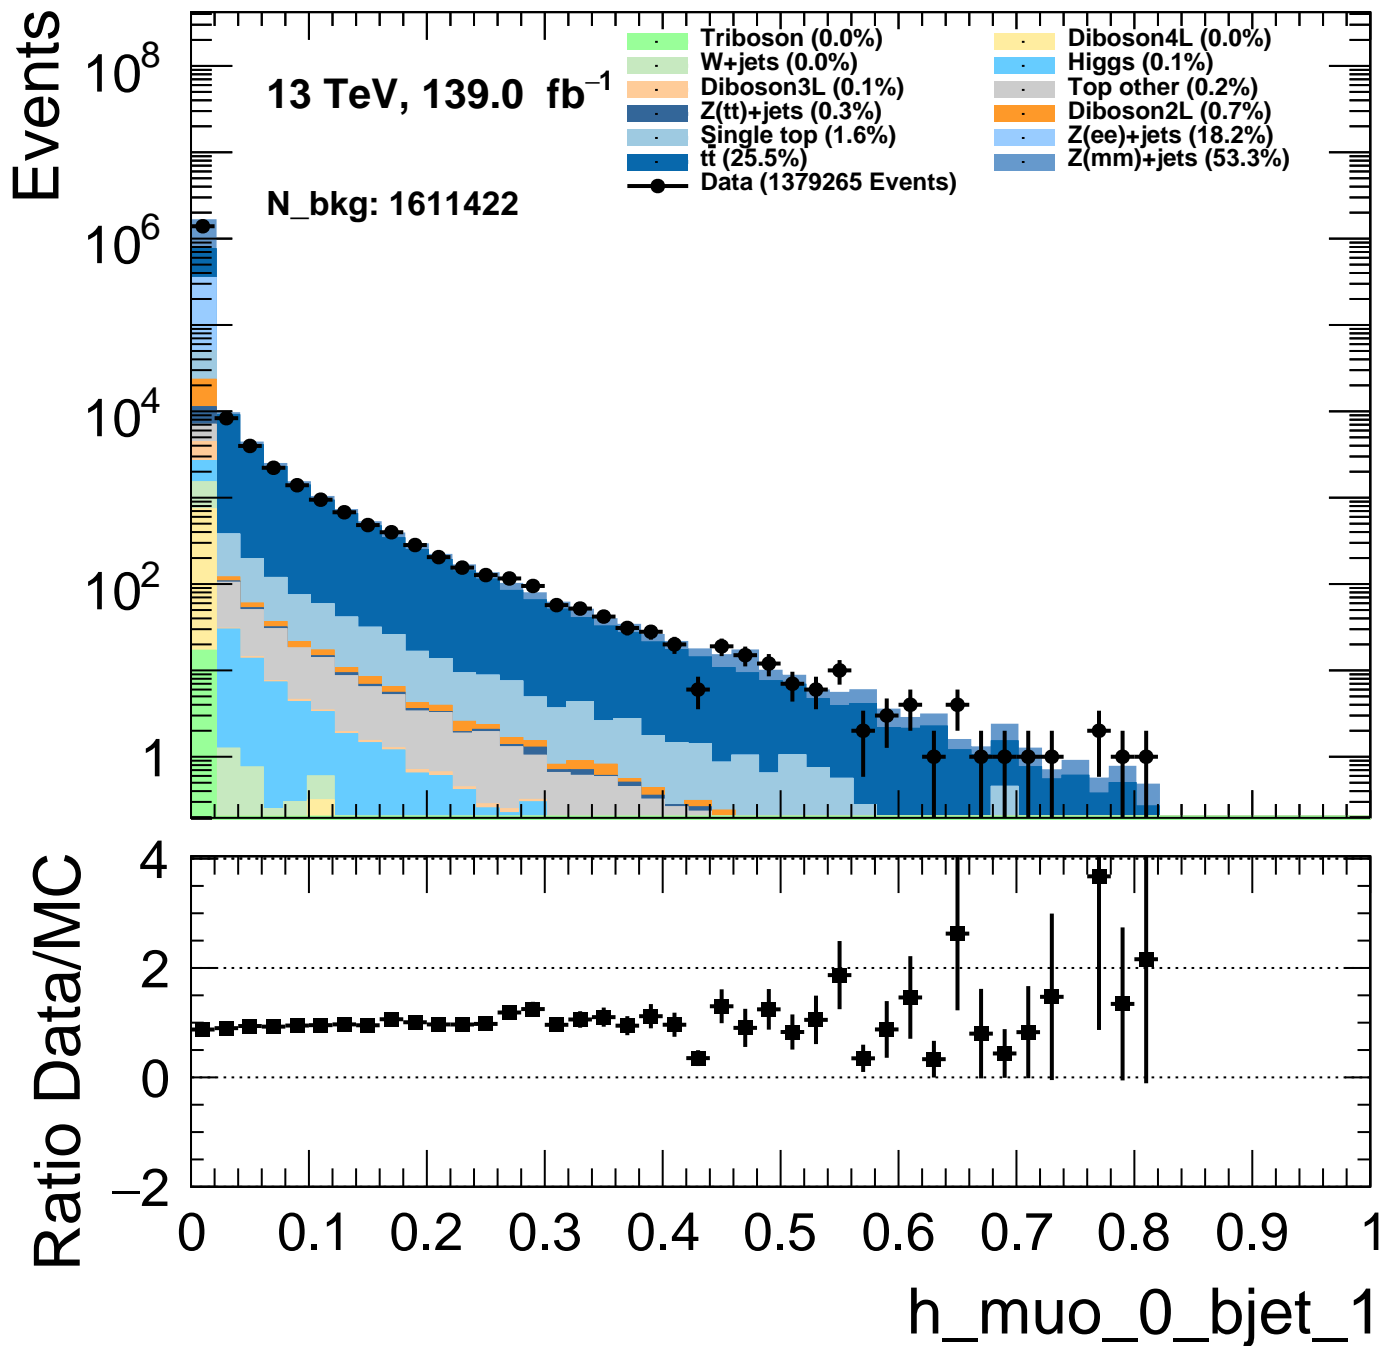 Events
13 TeV, 139.0 fb⁻¹
N_bkg: 1611422
Triboson (0.0%)
W+jets (0.0%)
Diboson3L (0.1%)
Z(tt)+jets (0.3%)
Single top (1.6%)
tt̄ (25.5%)
Data (1379265 Events)
Diboson4L (0.0%)
Higgs (0.1%)
Top other (0.2%)
Diboson2L (0.7%)
Z(ee)+jets (18.2%)
Z(mm)+jets (53.3%)
10⁸
10⁶
10⁴
10²
1
Ratio Data/MC
4
2
0
−2
0 0.1 0.2 0.3 0.4 0.5 0.6 0.7 0.8 0.9 1
h_muo_0_bjet_1